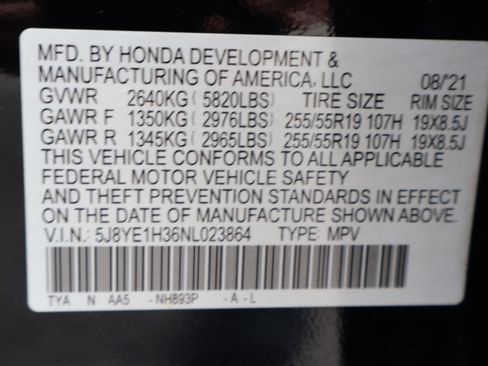 MFD. BY HONDA DEVELOPMENT &
MANUFACTURING OF AMERICA, LLC 08/'21
GVWR 2640KG ( 5820LBS) TIRE SIZE RIM SIZE
GAWR F 1350KG ( 2976LBS) 255/55R19 107H 19X8.5J
GAWR R 1345KG ( 2965LBS) 255/55R19 107H 19X8.5J
THIS VEHICLE CONFORMS TO ALL APPLICABLE
FEDERAL MOTOR VEHICLE SAFETY
AND THEFT PREVENTION STANDARDS IN EFFECT
ON THE DATE OF MANUFACTURE SHOWN ABOVE.
V.I.N.: 5J8YE1H36NL023864 TYPE: MPV
TYA N AA5 -NH893P -A-L